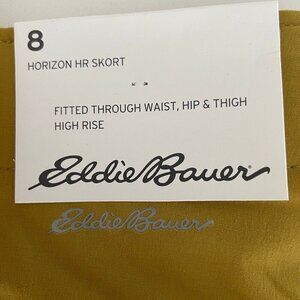 8
HORIZON HR SKORT
FITTED THROUGH WAIST, HIP & THIGH
HIGH RISE
Eddie Bauer®
Eddie Bauer